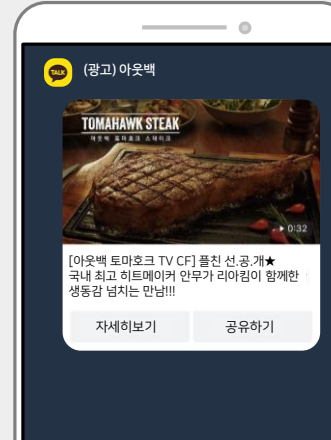 TALK
(광고) 아웃백
TOMAHAWK STEAK
아웃백 토마호크 스테이크
0:32
[아웃백 토마호크 TV CF] 플친 선.공.개★
국내 최고 히트메이커 안무가 리아킴이 함께한
생동감 넘치는 만남!!!
자세히보기
공유하기